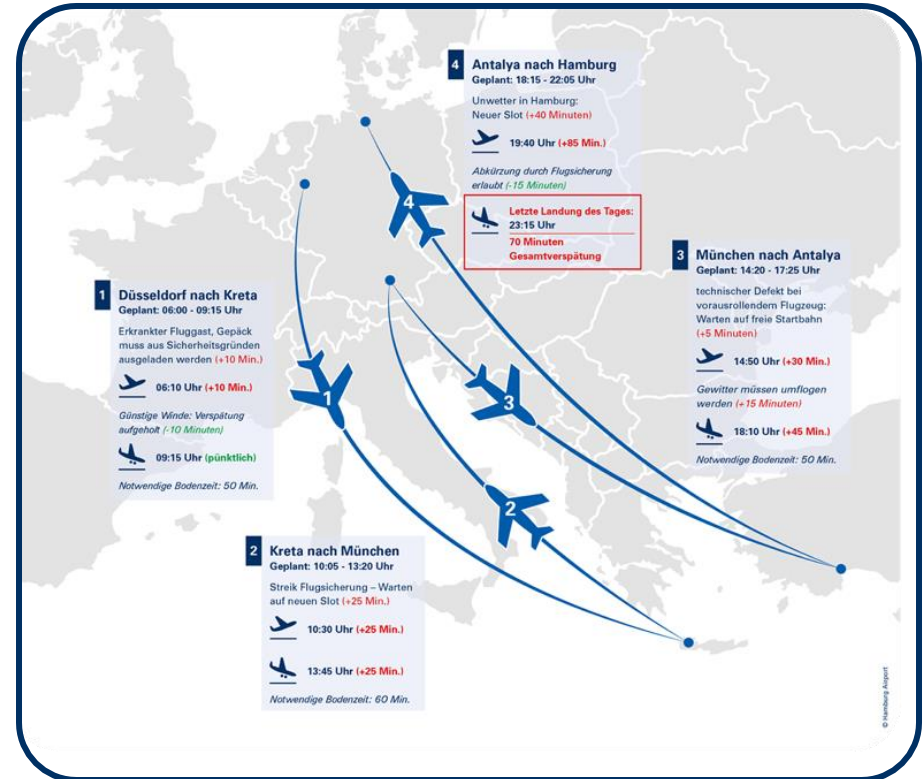 1
Düsseldorf nach Kreta
Geplant: 06:00 - 09:15 Uhr
Erkrankter Fluggast, Gepäck
muss aus Sicherheitsgründen
ausgeladen werden (+10 Min.)
06:10 Uhr (+10 Min.)
Günstige Winde: Verspätung
aufgeholt (-10 Minuten)
09:15 Uhr (pünktlich)
Notwendige Bodenzeit: 50 Min.
2
Kreta nach München
Geplant: 10:05 - 13:20 Uhr
Streik Flugsicherung – Warten
auf neuen Slot (+25 Min.)
10:30 Uhr (+25 Min.)
13:45 Uhr (+25 Min.)
Notwendige Bodenzeit: 60 Min.
3
München nach Antalya
Geplant: 14:20 - 17:25 Uhr
technischer Defekt bei
vorausrollendem Flugzeug:
Warten auf freie Startbahn
(+5 Minuten)
14:50 Uhr (+30 Min.)
Gewitter müssen umflogen
werden (+15 Minuten)
18:10 Uhr (+45 Min.)
Notwendige Bodenzeit: 50 Min.
4
Antalya nach Hamburg
Geplant: 18:15 - 22:05 Uhr
Unwetter in Hamburg:
Neuer Slot (+40 Minuten)
19:40 Uhr (+85 Min.)
Abkürzung durch Flugsicherung
erlaubt (-15 Minuten)
Letzte Landung des Tages:
23:15 Uhr
70 Minuten
Gesamtverspätung
1
2
3
4
© Hamburg Airport